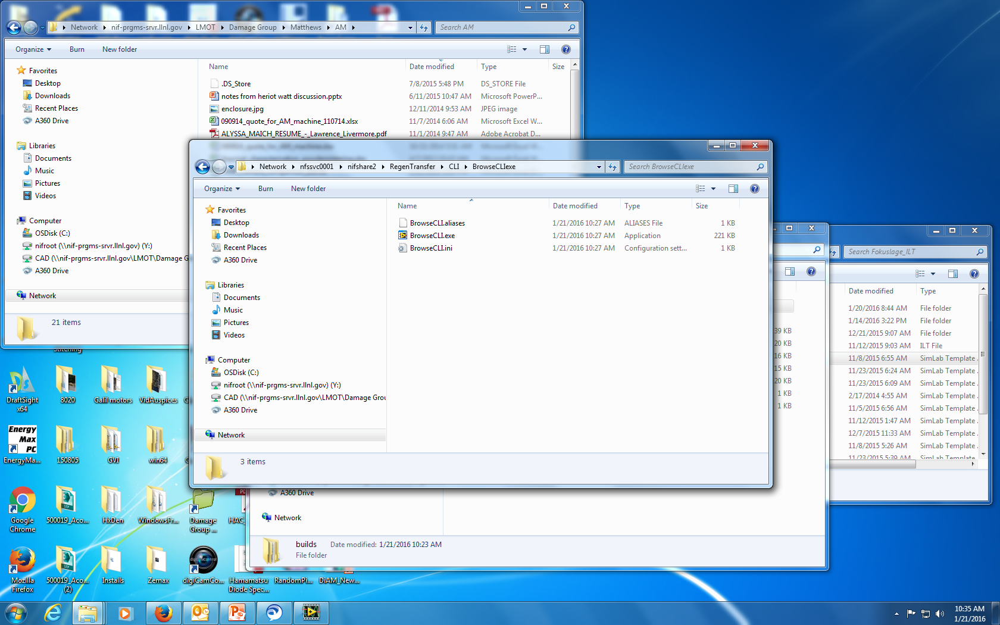 Network ▸ nif-prgms-srvr.llnl.gov ▸ LMOT ▸ Damage Group ▸ Matthews ▸ AM ▸
Search AM
Organize Burn New folder
Favorites
Desktop
Downloads
Recent Places
A360 Drive
Libraries
Documents
Music
Pictures
Videos
Computer
OSDisk (C:)
nifroot (\\nif-prgms-srvr.llnl.gov) (Y:)
CAD (\\nif-prgms-srvr.llnl.gov\LMOT\Damage G
A360 Drive
Network
21 items
Name Date modified Type Size
.DS_Store 7/8/2015 5:48 PM DS_STORE File
notes from heriot watt discussion.pptx 6/11/2015 10:47 AM Microsoft PowerP...
enclosure.jpg 12/11/2014 9:53 AM JPEG image
090914_quote_for_AM_machine_110714.xlsx 11/7/2014 6:06 AM Microsoft Excel W...
ALYSSA_MAICH_RESUME_-_Lawrence_Livermore.pdf 11/1/2014 9:47 AM Adobe Acrobat D...
Network ▸ nfssvc0001 ▸ nifshare2 ▸ RegenTransfer ▸ CLI ▸ BrowseCLIexe
Search BrowseCLIexe
Organize Burn New folder
Favorites
Desktop
Downloads
Recent Places
A360 Drive
Libraries
Documents
Music
Pictures
Videos
Computer
OSDisk (C:)
nifroot (\\nif-prgms-srvr.llnl.gov) (Y:)
CAD (\\nif-prgms-srvr.llnl.gov\LMOT\Damage Grou
A360 Drive
Network
3 items
Name Date modified Type Size
BrowseCLI.aliases 1/21/2016 10:27 AM ALIASES File 1 KB
BrowseCLI.exe 1/21/2016 10:27 AM Application 221 KB
BrowseCLI.ini 1/21/2016 10:27 AM Configuration sett... 1 KB
39 KB
20 KB
16 KB
15 KB
20 KB
1 KB
1 KB
A360 Drive
Network
builds Date modified: 1/21/2016 10:23 AM
File folder
Search Fokuslage_ILT
Date modified Type
1/20/2016 8:44 AM File folder
1/14/2016 3:22 PM File folder
12/21/2015 9:07 AM File folder
11/12/2015 9:03 AM ILT File
11/8/2015 6:55 AM SimLab Template .
11/23/2015 6:24 AM SimLab Template .
11/23/2015 6:09 AM SimLab Template .
2/17/2014 4:55 AM SimLab Template .
11/5/2015 6:56 AM SimLab Template .
11/12/2015 1:47 AM SimLab Template .
12/7/2015 11:33 AM SimLab Template .
11/8/2015 5:26 AM SimLab Template .
11/23/2015 5:39 AM SimLab Template
Stitching
DraftSight x64
8020
Galil motors
VidAuspices
Energy Max PC
EnergyMa...
150805
GVI
win64
Google Chrome
500019_Aco...
HxDen
WindowsFr...
Damage Group ...
HAC_
Mozilla Firefox
500019_Aco... (2)
Installs
Zemax
digiCamCo...
Hamamatsu Diode Spec...
RandomPi...
DiAM_New...
10:35 AM
1/21/2016